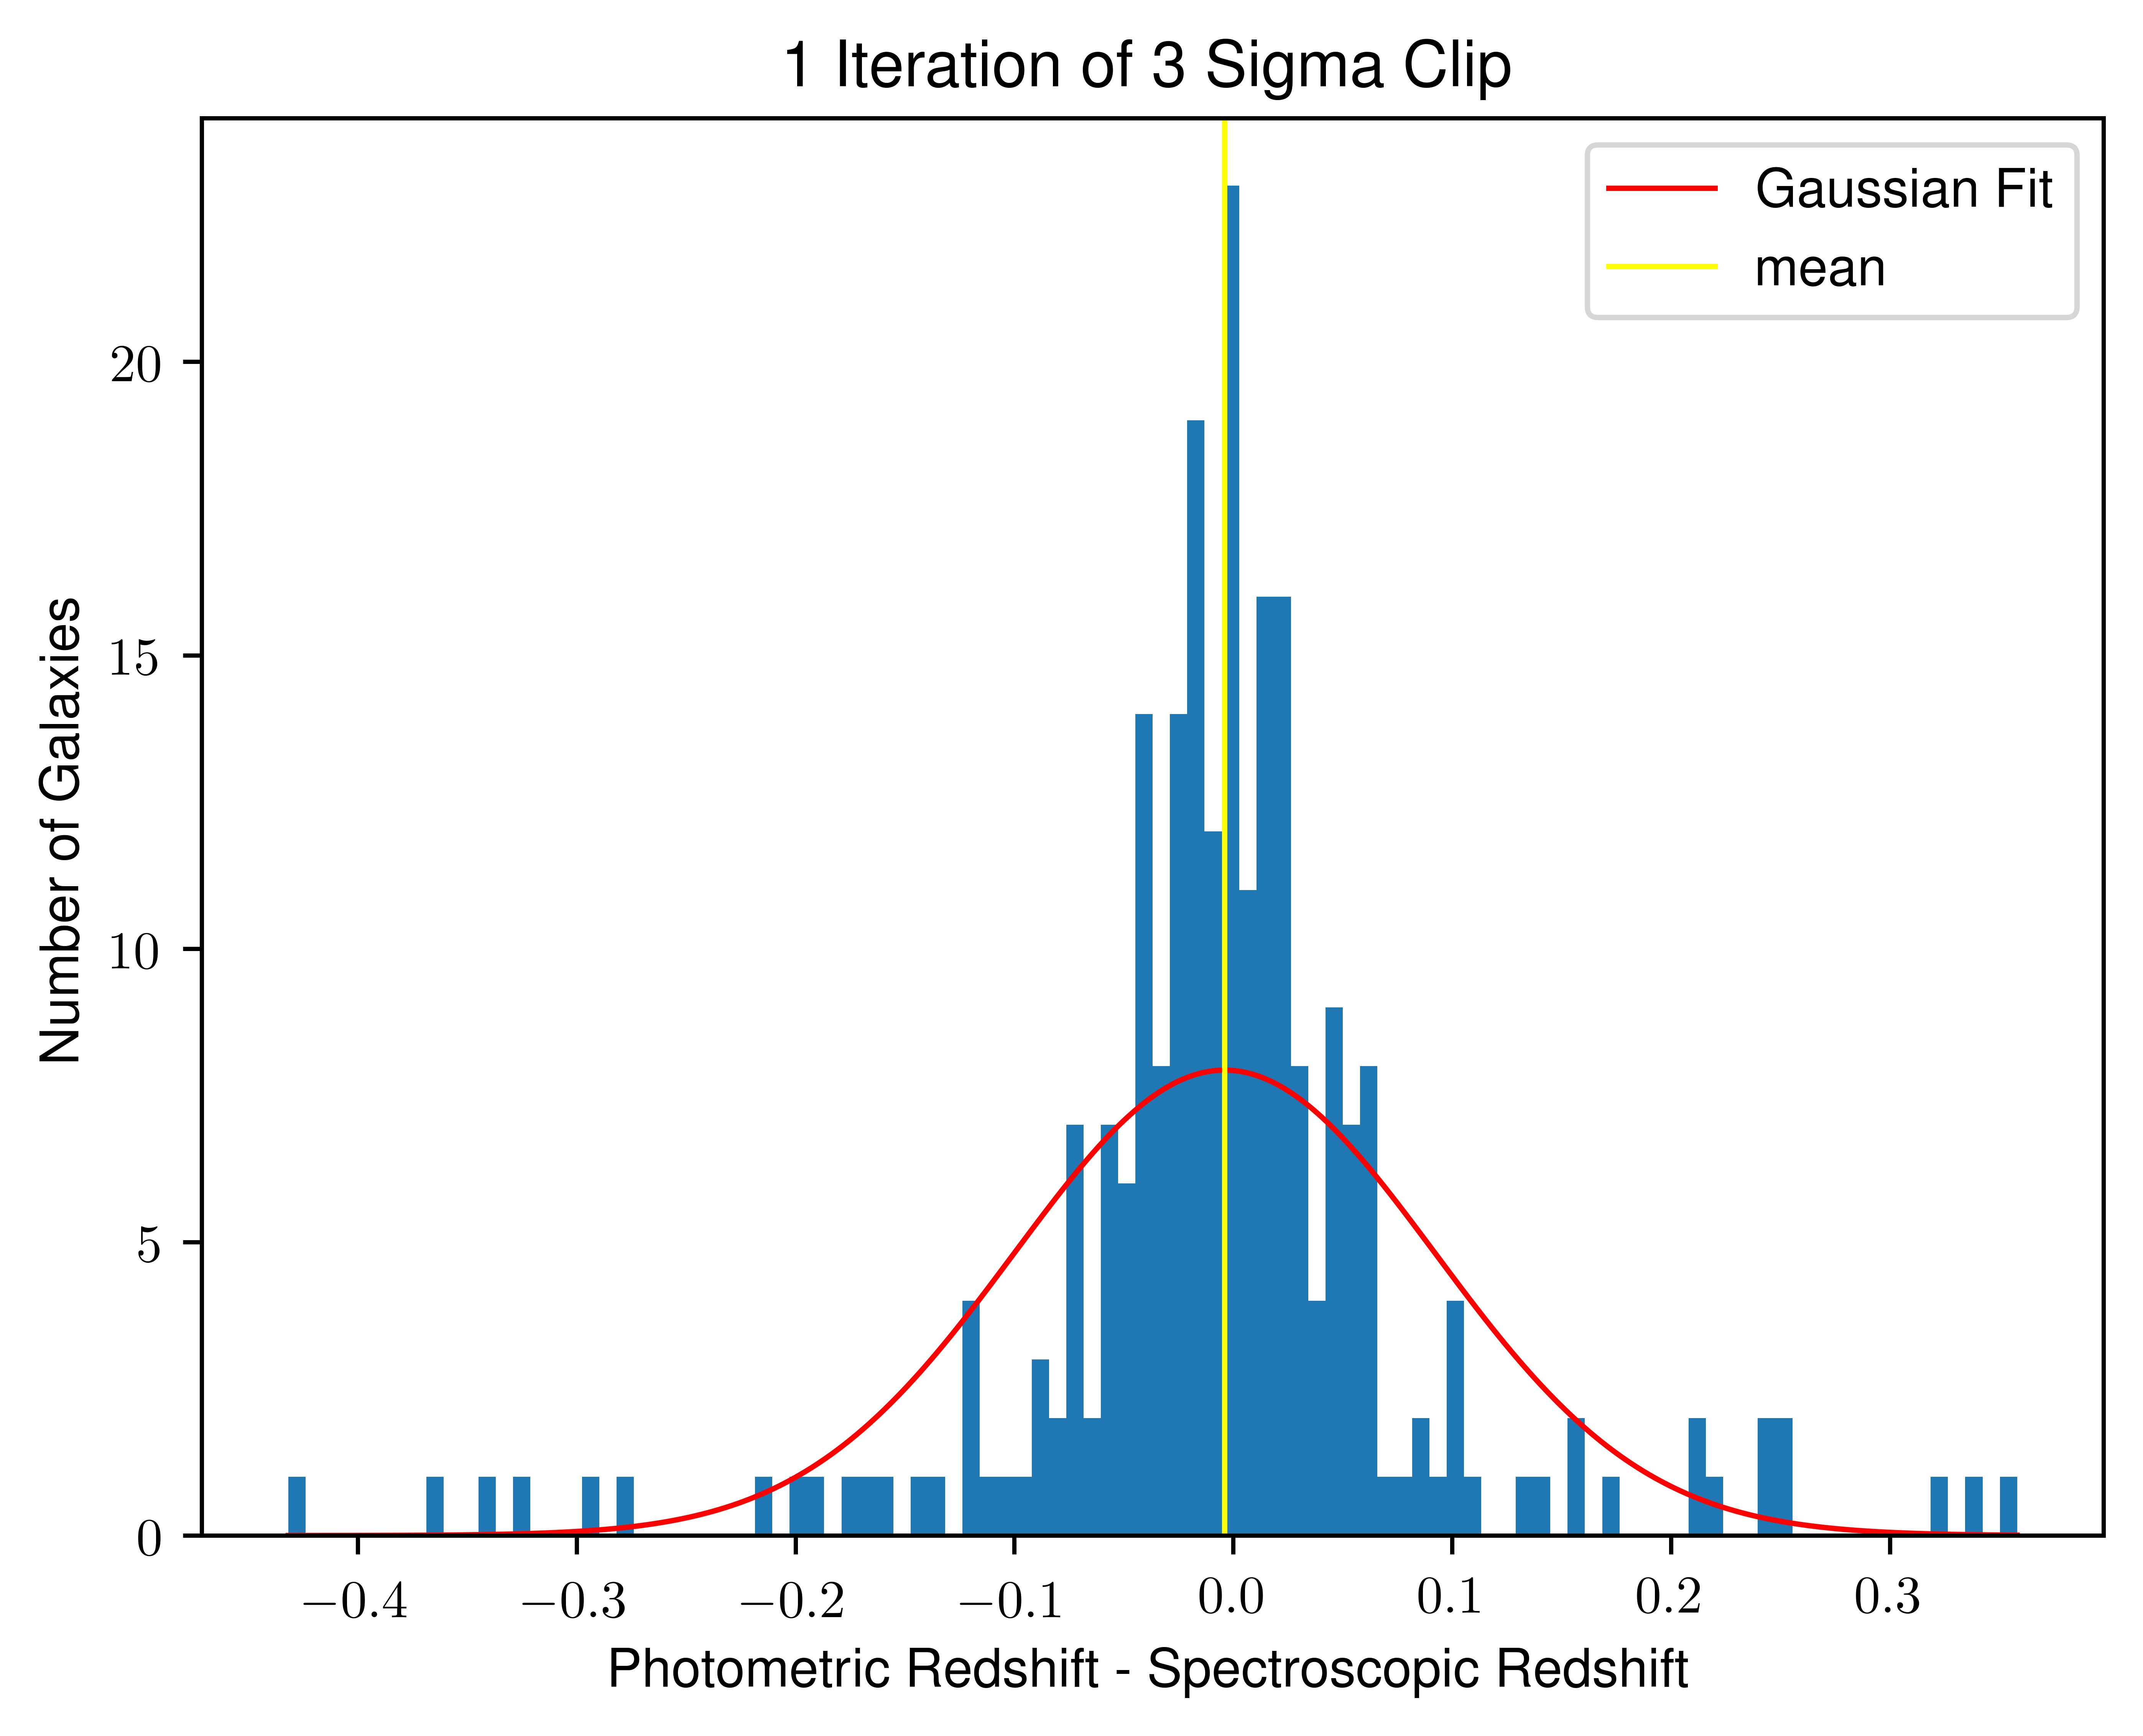 1 Iteration of 3 Sigma Clip
Gaussian Fit
mean
Number of Galaxies
20
15
10
5
0
−0.4 −0.3 −0.2 −0.1 0.0 0.1 0.2 0.3
Photometric Redshift - Spectroscopic Redshift